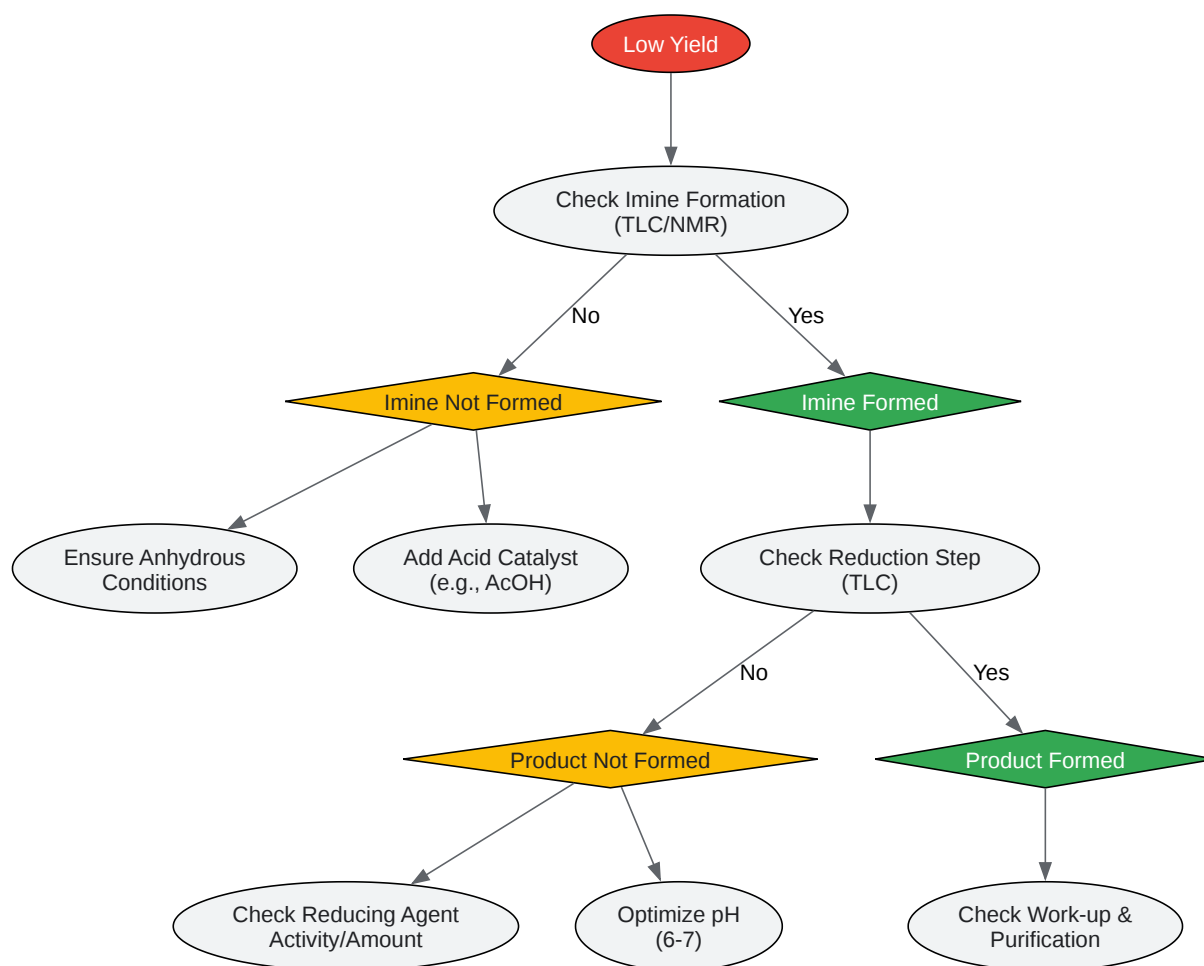 Low Yield
Check Imine Formation
(TLC/NMR)
No
Yes
Imine Not Formed
Imine Formed
Ensure Anhydrous
Conditions
Add Acid Catalyst
(e.g., AcOH)
Check Reduction Step
(TLC)
No
Yes
Product Not Formed
Product Formed
Check Reducing Agent
Activity/Amount
Optimize pH
(6-7)
Check Work-up &
Purification